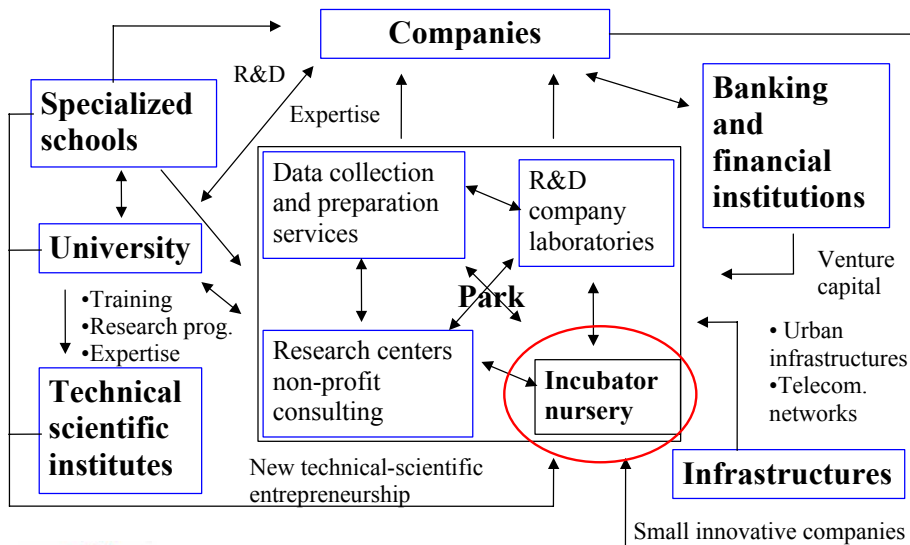 Companies
R&D
Specialized
schools
Expertise
Banking
and
financial
institutions
Data collection
and preparation
services
R&D
company
laboratories
University
Venture
capital
•Training
•Research prog.
•Expertise
Park
• Urban
infrastructures
•Telecom.
networks
Research centers
non-profit
consulting
Incubator
nursery
Technical
scientific
institutes
New technical-scientific
entrepreneurship
Infrastructures
Small innovative companies